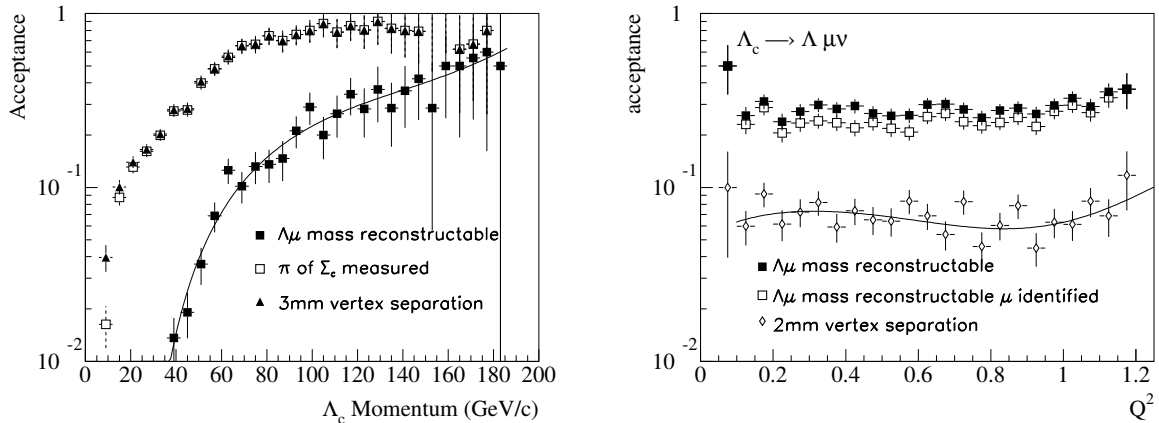 Acceptance
1
10⁻¹
10⁻²
Λμ mass reconstructable
π of Σc measured
3mm vertex separation
0 20 40 60 80 100 120 140 160 180 200
Λc Momentum (GeV/c)
acceptance
1
Λc → Λ μν
10⁻¹
10⁻²
Λμ mass reconstructable
Λμ mass reconstructable μ identified
2mm vertex separation
0 0.2 0.4 0.6 0.8 1 1.2
Q²